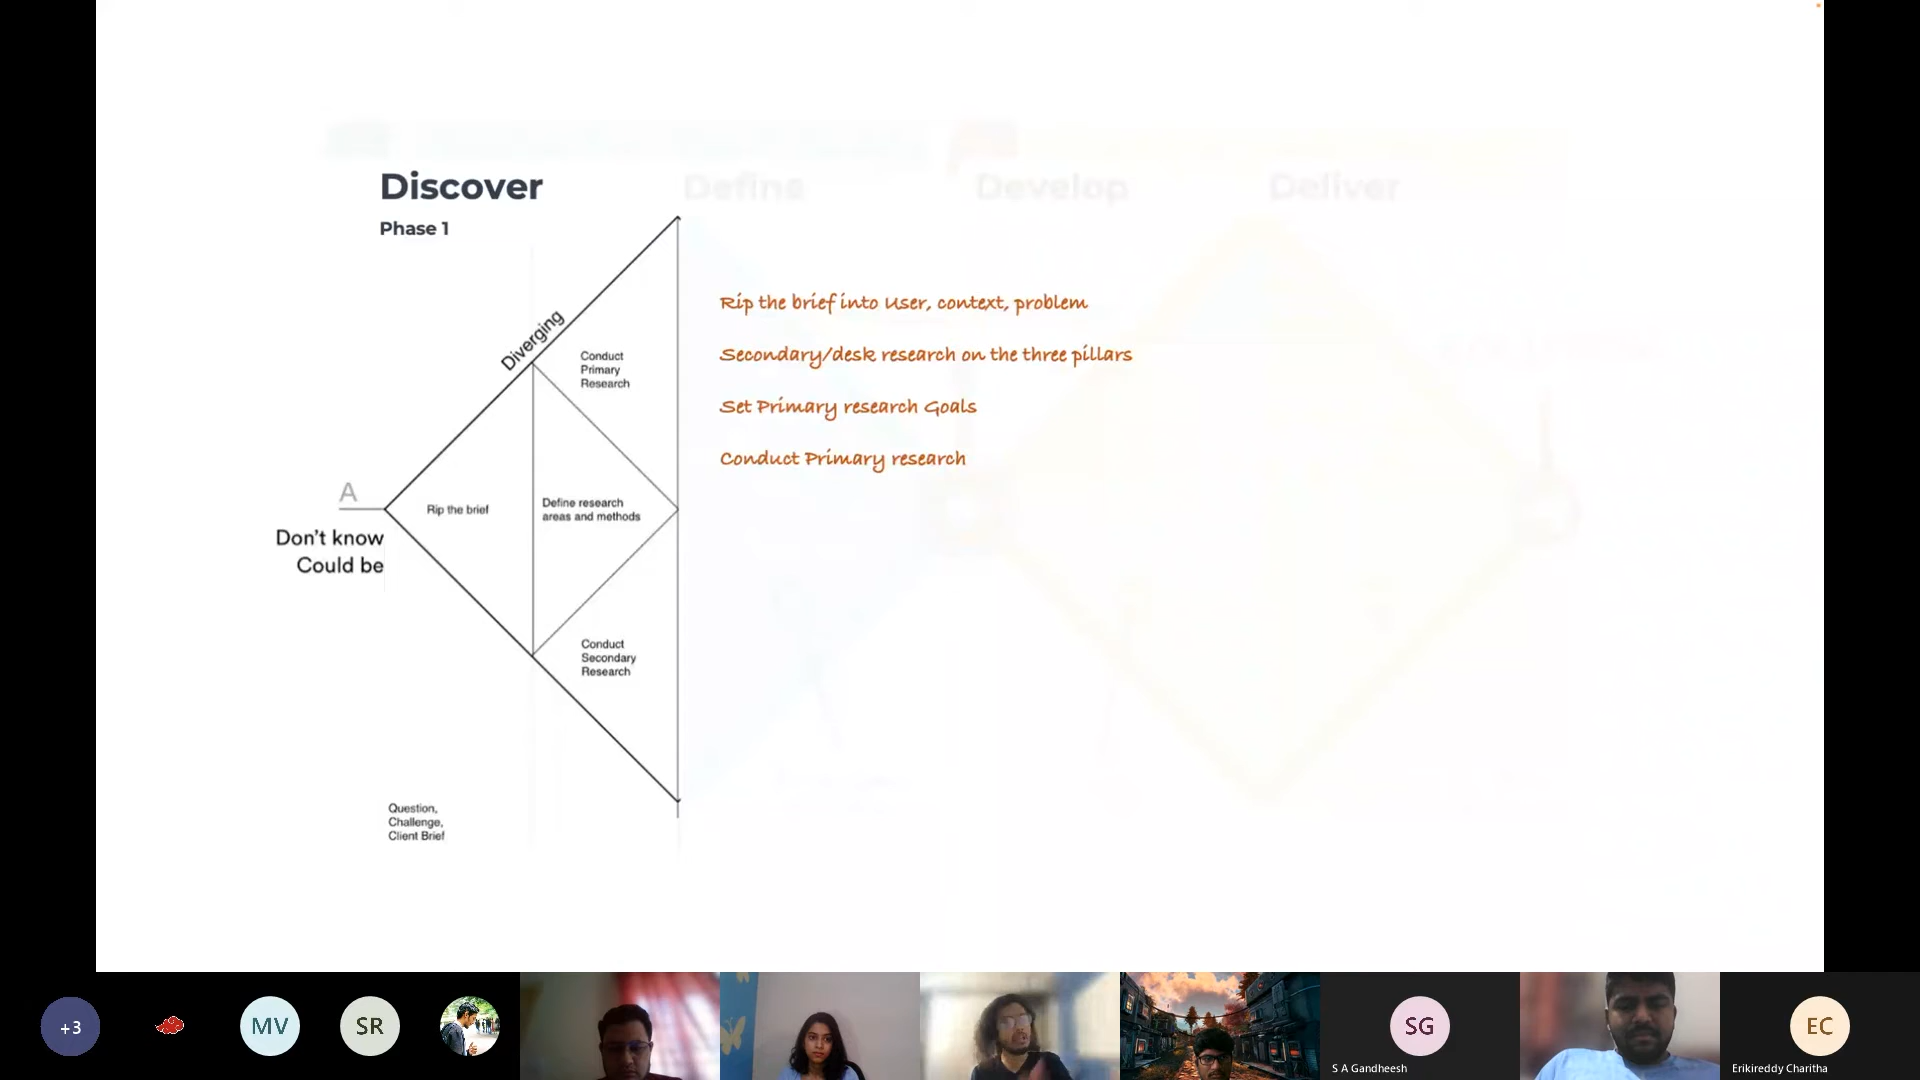 Discover
Define
Develop
Deliver
Phase 1
Diverging
Conduct
Primary
Research
Rip the brief into User, context, problem
Secondary/desk research on the three pillars
Set Primary research Goals
Conduct Primary research
A
Don't know
Could be
Rip the brief
Define research
areas and methods
Conduct
Secondary
Research
Question,
Challenge,
Client Brief
+3
MV
SR
SG
S A Gandheesh
EC
Erikireddy Charitha